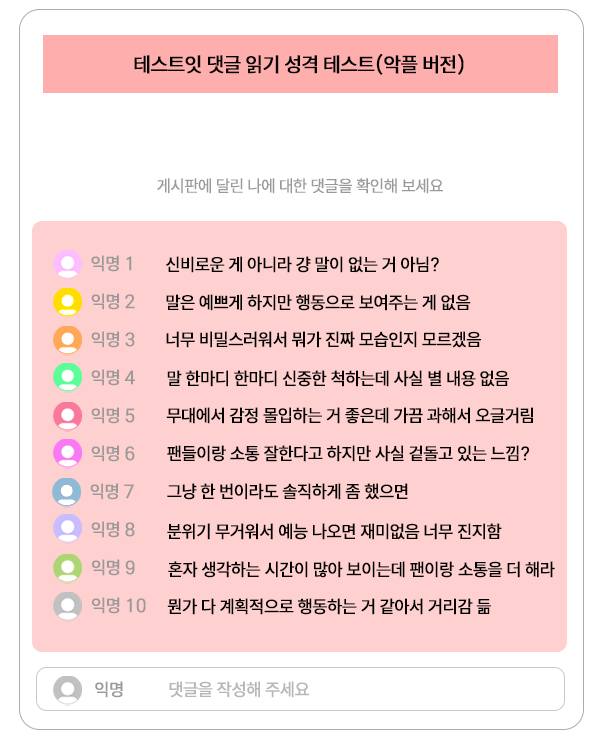 테스트잇 댓글 읽기 성격 테스트(악플 버전)
게시판에 달린 나에 대한 댓글을 확인해 보세요
익명 1 신비로운 게 아니라 걍 말이 없는 거 아님?
익명 2 말은 예쁘게 하지만 행동으로 보여주는 게 없음
익명 3 너무 비밀스러워서 뭐가 진짜 모습인지 모르겠음
익명 4 말 한마디 한마디 신중한 척하는데 사실 별 내용 없음
익명 5 무대에서 감정 몰입하는 거 좋은데 가끔 과해서 오글거림
익명 6 팬들이랑 소통 잘한다고 하지만 사실 겉돌고 있는 느낌?
익명 7 그냥 한 번이라도 솔직하게 좀 했으면
익명 8 분위기 무거워서 예능 나오면 재미없음 너무 진지함
익명 9 혼자 생각하는 시간이 많아 보이는데 팬이랑 소통을 더 해라
익명 10 뭔가 다 계획적으로 행동하는 거 같아서 거리감 듦
익명 댓글을 작성해 주세요